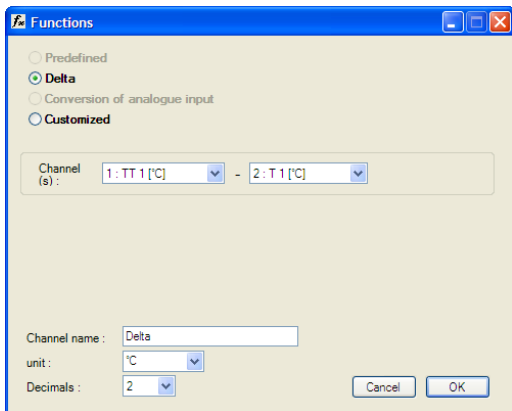 fx Functions
Predefined
Delta
Conversion of analogue input
Customized
Channel (s) : 1 : TT 1 [°C] - 2 : T 1 [°C]
Channel name : Delta
unit : °C
Decimals : 2 Cancel OK